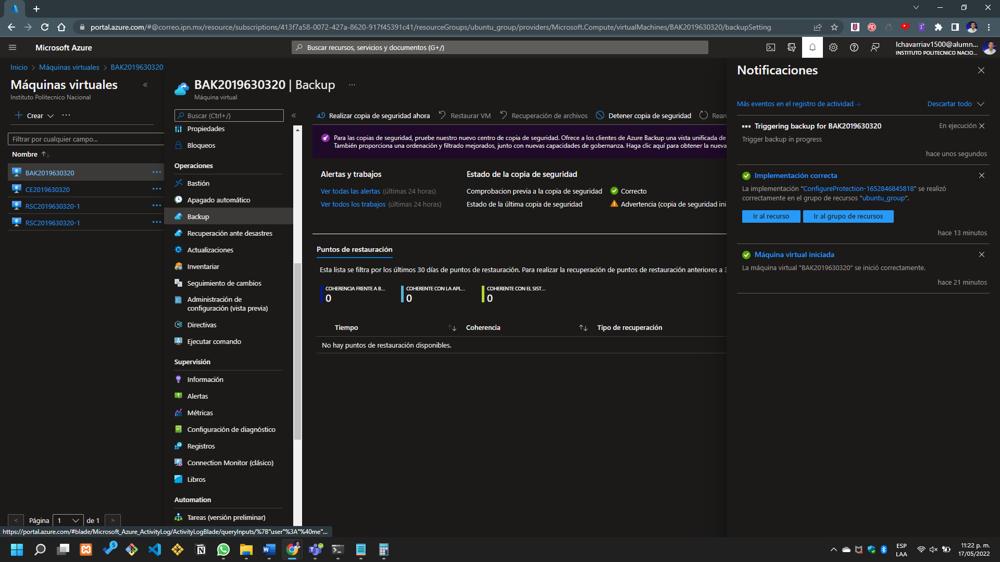 portal.azure.com/#@correo.ipn.mx/resource/subscriptions/413f7a58-0072-427a-8620-917f45391c41/resourceGroups/ubuntu_group/providers/Microsoft.Compute/virtualMachines/BAK2019630320/backupSetting
Microsoft Azure
Buscar recursos, servicios y documentos (G+/)
lchavarriav1500@alumn...
INSTITUTO POLITECNICO NACIO...
Inicio > Máquinas virtuales > BAK2019630320
Máquinas virtuales
Instituto Politecnico Nacional
Crear
Filtrar por cualquier campo...
Nombre
BAK2019630320
CE2019630320
RSC2019630320-1
RSC2019630320-1
< Página 1 de 1 >
BAK2019630320 | Backup
Máquina virtual
Buscar (Ctrl+/)
Propiedades
Bloqueos
Operaciones
Bastión
Apagado automático
Backup
Recuperación ante desastres
Actualizaciones
Inventariar
Seguimiento de cambios
Administración de
configuración (vista previa)
Directivas
Ejecutar comando
Supervisión
Información
Alertas
Métricas
Configuración de diagnóstico
Registros
Connection Monitor (clásico)
Libros
Automation
Tareas (versión preliminar)
Realizar copia de seguridad ahora Restaurar VM Recuperación de archivos Detener copia de seguridad Rean
Para las copias de seguridad, pruebe nuestro nuevo centro de copia de seguridad. Ofrece a los clientes de Azure Backup una vista unificada de
También proporciona una ordenación y filtrado mejorados, junto con nuevas capacidades de gobernanza. Haga clic aquí para obtener la nueva
Alertas y trabajos
Ver todas las alertas (últimas 24 horas)
Ver todos los trabajos (últimas 24 horas)
Estado de la copia de seguridad
Comprobacion previa a la copia de seguridad Correcto
Estado de la última copia de seguridad Advertencia (copia de seguridad ini
Puntos de restauración
Esta lista se filtra por los últimos 30 días de puntos de restauración. Para realizar la recuperación de puntos de restauración anteriores a 3
COHERENCIA FRENTE A B...
0
COHERENTE CON LA APL...
0
COHERENTE CON EL SIST...
0
Tiempo Coherencia Tipo de recuperación
No hay puntos de restauración disponibles.
Notificaciones
Más eventos en el registro de actividad → Descartar todo
Triggering backup for BAK2019630320 En ejecución
Trigger backup in progress
hace unos segundos
Implementación correcta
La implementación "ConfigureProtection-1652846845818" se realizó
correctamente en el grupo de recursos "ubuntu_group".
Ir al recurso Ir al grupo de recursos
hace 13 minutos
Máquina virtual iniciada
La máquina virtual "BAK2019630320" se inició correctamente.
hace 21 minutos
https://portal.azure.com/#blade/Microsoft_Azure_ActivityLog/ActivityLogBlade/queryInputs/%7B"user"%3A"%40me"...
5
ESP
LAA
11:22 p. m.
17/05/2022